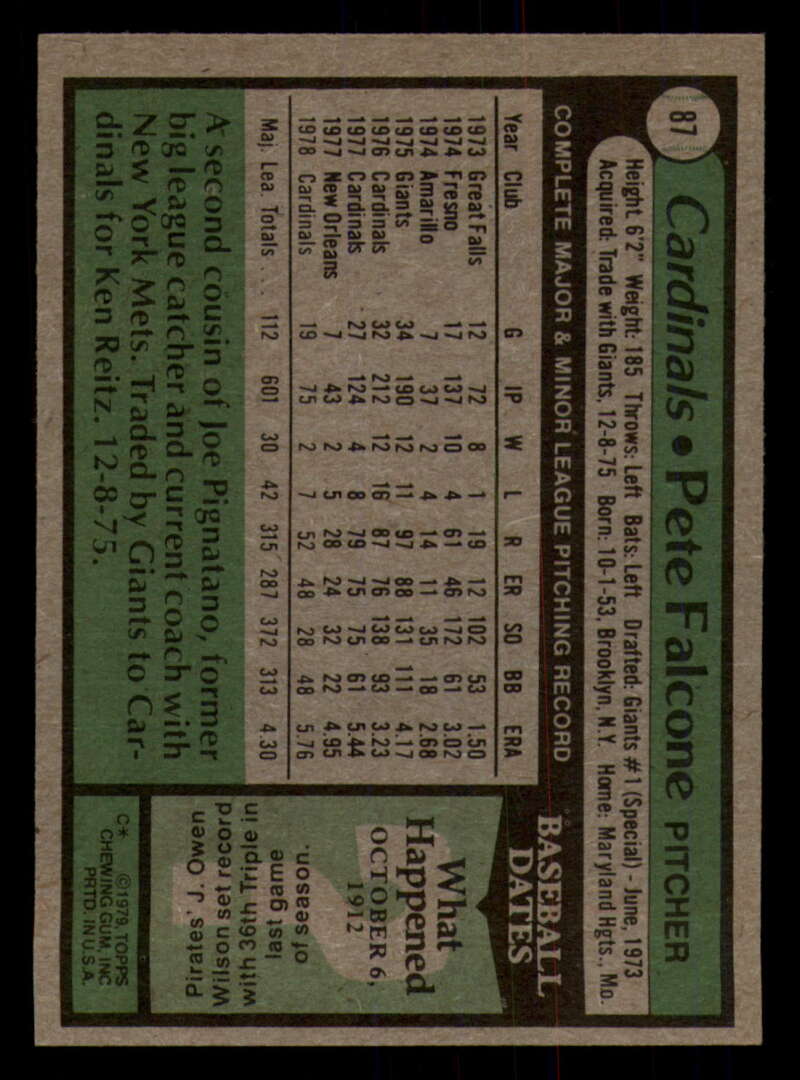 87
Cardinals • Pete Falcone PITCHER
Height: 6'2" Weight: 185 Throws: Left Bats: Left Drafted: Giants #1 (Special) - June, 1973
Acquired: Trade with Giants, 12-8-75 Born: 10-1-53, Brooklyn, N.Y. Home: Maryland Hgts., Mo.
COMPLETE MAJOR & MINOR LEAGUE PITCHING RECORD
Year Club G IP W L R ER SO BB ERA
1973 Great Falls 12 72 8 1 19 12 102 53 1.50
1974 Fresno 17 137 10 4 61 46 172 61 3.02
1974 Amarillo 7 37 2 4 14 11 35 18 2.68
1975 Giants 34 190 12 11 97 88 131 111 4.17
1976 Cardinals 32 212 12 16 87 76 138 93 3.23
1977 Cardinals 27 124 4 8 79 75 75 61 5.44
1977 New Orleans 7 43 2 5 28 24 32 22 4.95
1978 Cardinals 19 75 2 7 52 48 28 48 5.76
Maj. Lea. Totals . . . 112 601 30 42 315 287 372 313 4.30
A second cousin of Joe Pignatano, former
big league catcher and current coach with
New York Mets. Traded by Giants to Car-
dinals for Ken Reitz. 12-8-75.
BASEBALL
DATES
What
Happened
OCTOBER 6,
1912
Pirates' J. Owen
Wilson set record
with 36th Triple in
last game
of season.
C* ©1979, TOPPS
CHEWING GUM, INC
PRTD. IN U.S.A.